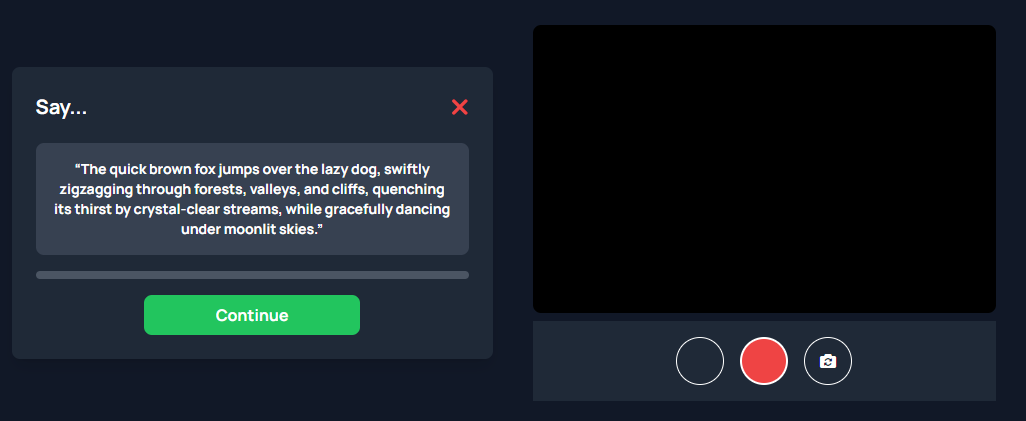 Say...
“The quick brown fox jumps over the lazy dog, swiftly
zigzagging through forests, valleys, and cliffs, quenching
its thirst by crystal-clear streams, while gracefully dancing
under moonlit skies.”
Continue